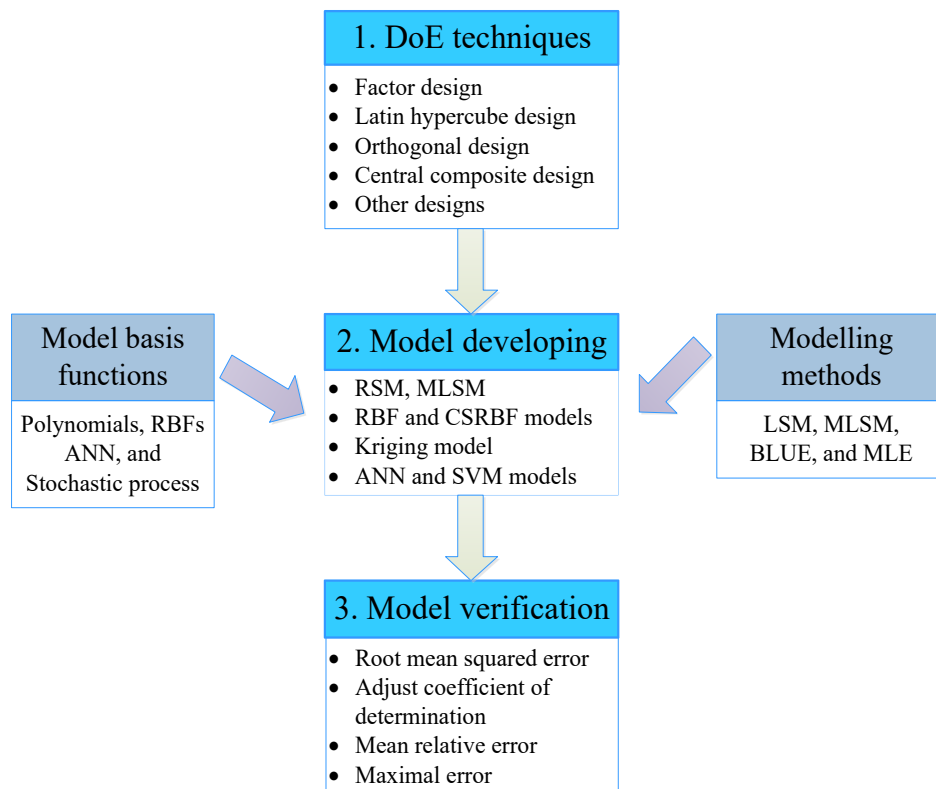 1. DoE techniques
• Factor design
• Latin hypercube design
• Orthogonal design
• Central composite design
• Other designs
Model basis
functions
Polynomials, RBFs
ANN, and
Stochastic process
2. Model developing
• RSM, MLSM
• RBF and CSRBF models
• Kriging model
• ANN and SVM models
Modelling
methods
LSM, MLSM,
BLUE, and MLE
3. Model verification
• Root mean squared error
• Adjust coefficient of
determination
• Mean relative error
• Maximal error